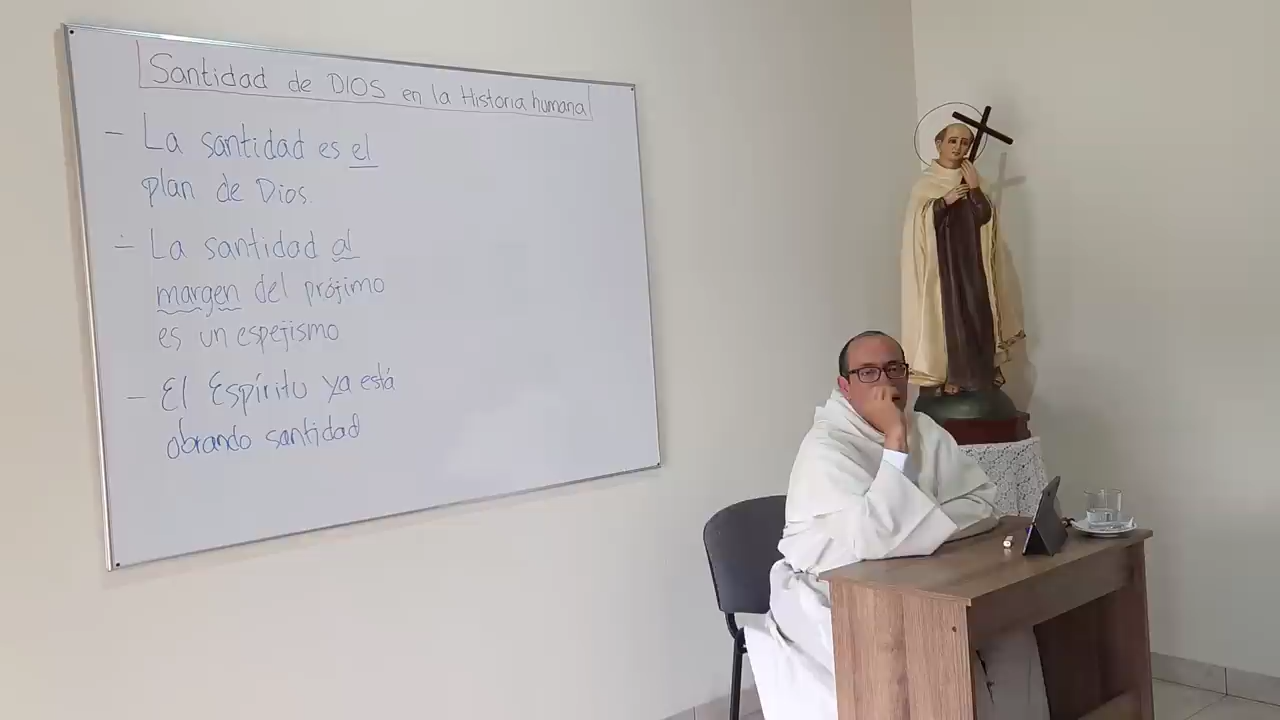 Santidad de DIOS en la Historia humana
- La santidad es el
plan de Dios.
- La santidad al
margen del prójimo
es un espejismo
- El Espíritu ya está
obrando santidad